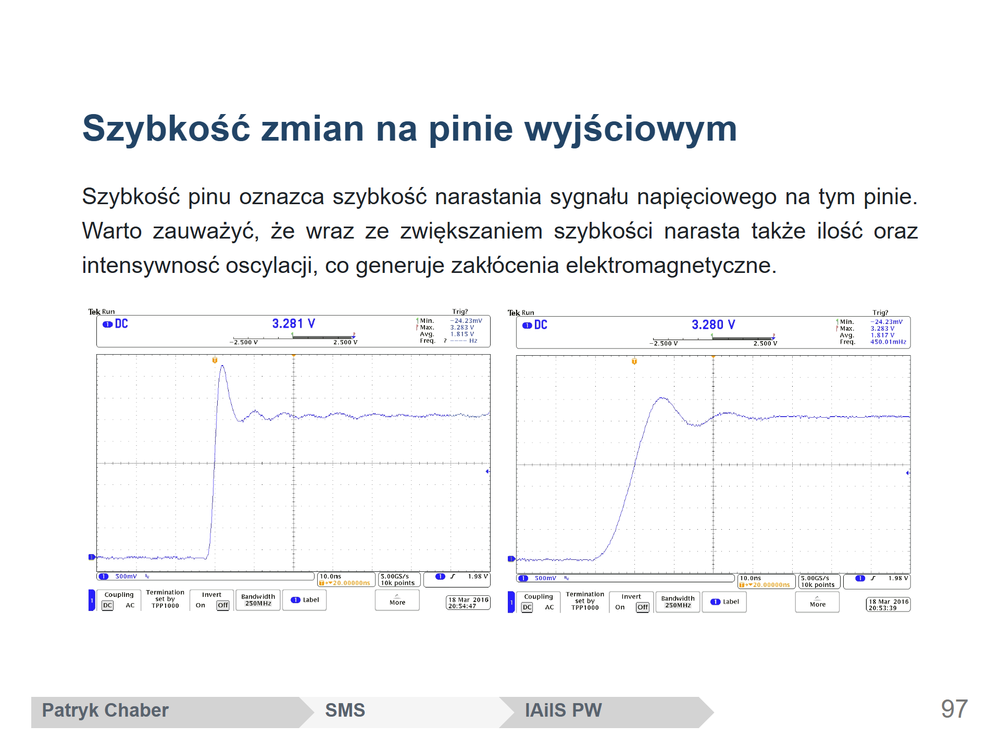 Szybkość zmian na pinie wyjściowym
Szybkość pinu oznazca szybkość narastania sygnału napięciowego na tym pinie.
Warto zauważyć, że wraz ze zwiększaniem szybkości narasta także ilość oraz
intensywnosć oscylacji, co generuje zakłócenia elektromagnetyczne.
Tek Run Trig?
1 DC 3.281 V
Min. −24.23mV
Max. 3.283 V
Avg. 1.815 V
Freq. ? −−−− Hz
−2.500 V 2.500 V
T
1
1 500mV
10.0ns
T→▼20.00000ns
5.00GS/s
10k points
1 1.98 V
1
Coupling
DC AC
Termination
set by
TPP1000
Invert
On Off
Bandwidth
250MHz
1 Label
More
18 Mar 2016
20:54:47
Tek Run Trig?
1 DC 3.280 V
Min. −24.23mV
Max. 3.283 V
Avg. 1.817 V
Freq. 450.01mHz
−2.500 V 2.500 V
T
1
1 500mV
10.0ns
T→▼20.00000ns
5.00GS/s
10k points
1 1.98 V
1
Coupling
DC AC
Termination
set by
TPP1000
Invert
On Off
Bandwidth
250MHz
1 Label
More
18 Mar 2016
20:53:39
Patryk Chaber SMS IAiIS PW 97